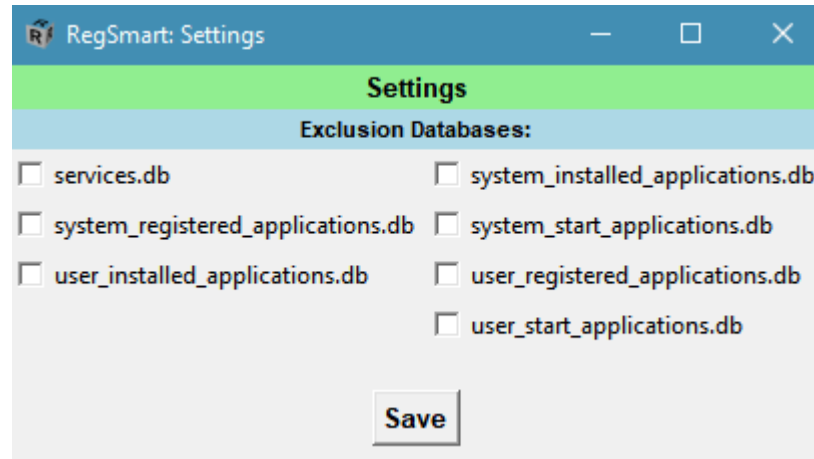 RegSmart: Settings
Settings
Exclusion Databases:
services.db
system_installed_applications.db
system_registered_applications.db
system_start_applications.db
user_installed_applications.db
user_registered_applications.db
user_start_applications.db
Save